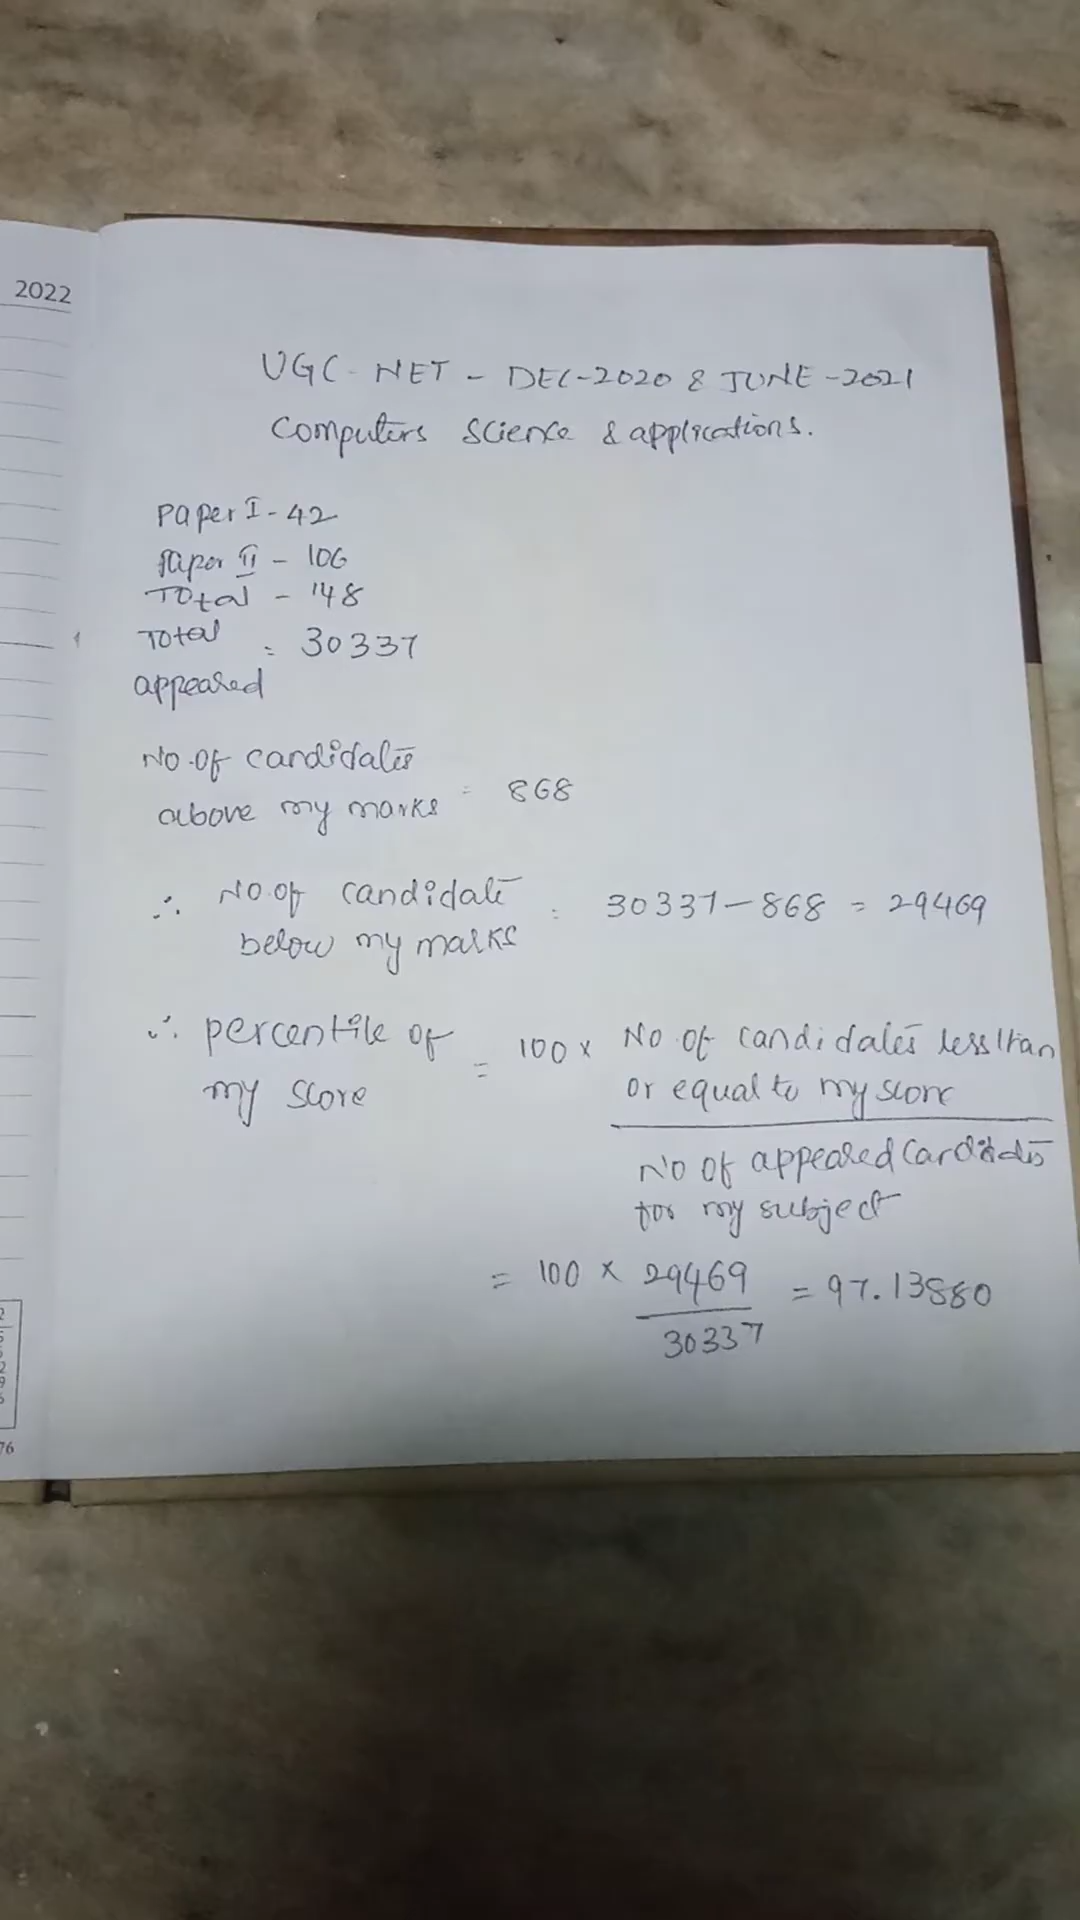 2022
UGC-NET - DEC-2020 & JUNE-2021
Computers Science & applications.
Paper I - 42
Paper II - 106
Total - 148
Total = 30337
appeared
No.of candidates
above my marks = 868
∴ No.of candidate = 30337-868 = 29469
below my marks
∴ percentile of = 100 × No of candidates lessthan
my score or equal to my score
No of appeared candidates
for my subject
= 100 × 29469 = 97.13880
30337
76